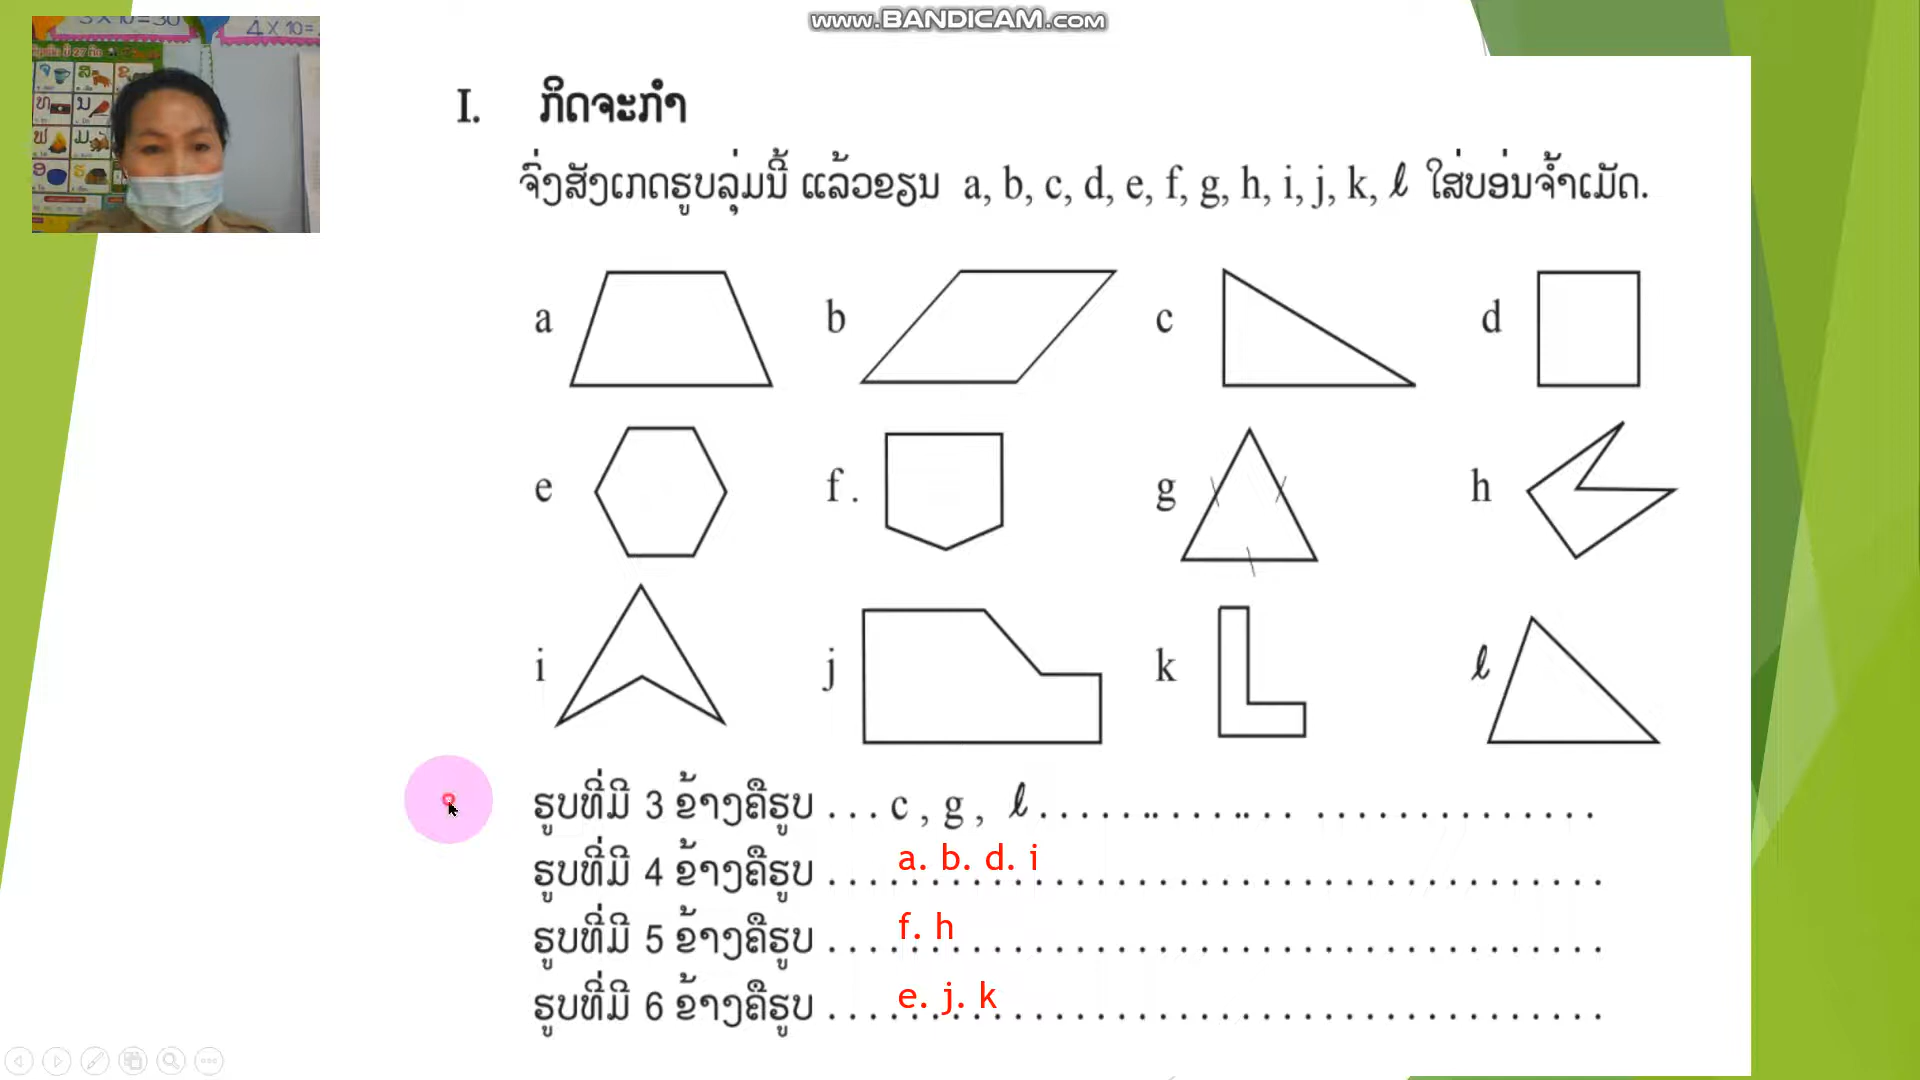 www.BANDICAM.com
3 X 10 = 30
4 X 10 =
I. ກິດຈະກຳ
ຈົ່ງສັງເກດຮູບລຸ່ມນີ້ ແລ້ວຂຽນ a, b, c, d, e, f, g, h, i, j, k, ℓ ໃສ່ບ່ອນຈໍ້າເມັດ.
a b c d
e f . g h
i j k ℓ
ຮູບທີ່ມີ 3 ຂ້າງຄືຮູບ . . . c , g , ℓ . . . . . .. . . . .. . . . . . . . . . . . . . . .
ຮູບທີ່ມີ 4 ຂ້າງຄືຮູບ a. b. d. i
ຮູບທີ່ມີ 5 ຂ້າງຄືຮູບ f. h
ຮູບທີ່ມີ 6 ຂ້າງຄືຮູບ e. j. k